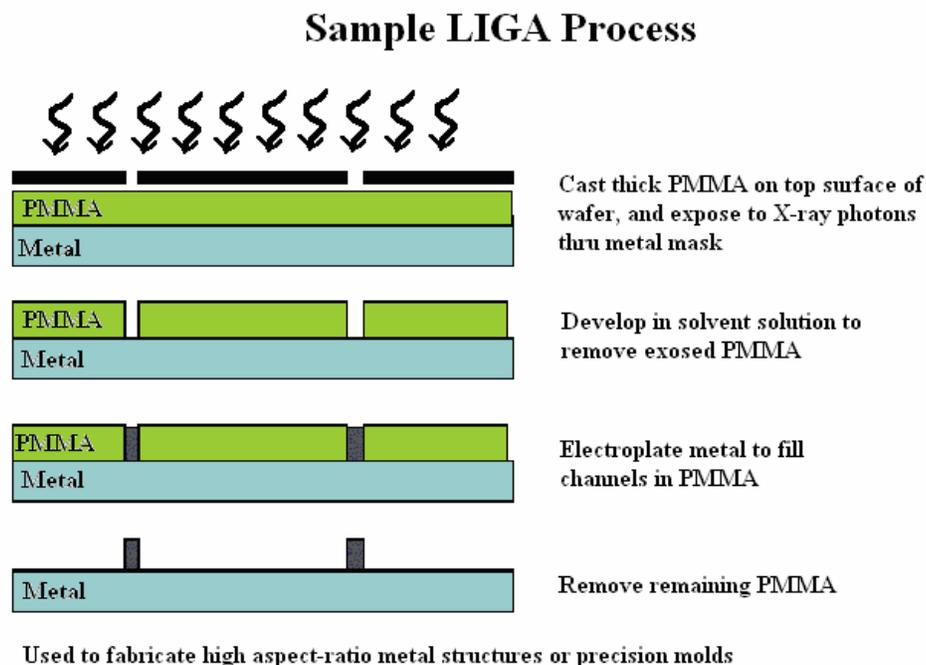 Sample LIGA Process
PMMA
Metal
Cast thick PMMA on top surface of
wafer, and expose to X-ray photons
thru metal mask
PMMA
Metal
Develop in solvent solution to
remove exosed PMMA
PMMA
Metal
Electroplate metal to fill
channels in PMMA
Metal
Remove remaining PMMA
Used to fabricate high aspect-ratio metal structures or precision molds